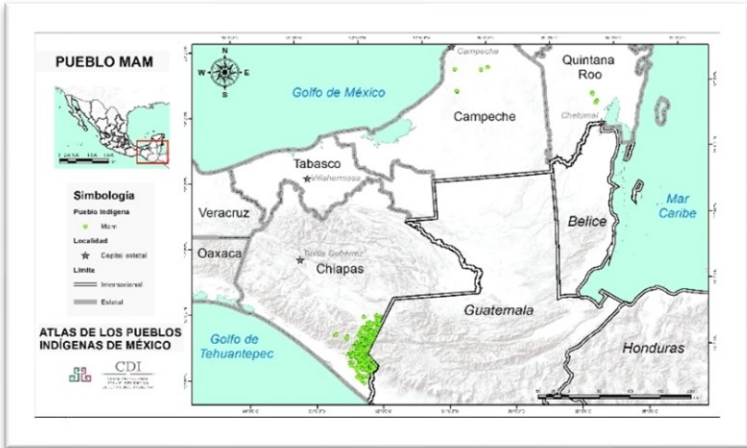 PUEBLO MAM
Simbología
Pueblo Indígena
Mam
Localidad
Capital estatal
Límite
Internacional
Estatal
ATLAS DE LOS PUEBLOS
INDÍGENAS DE MÉXICO
CDI
N
W
E
S
Golfo de México
Campeche
Campeche
Quintana
Roo
Chetumal
Tabasco
Villahermosa
Veracruz
Oaxaca
Tuxtla Gutiérrez
Chiapas
Belice
Mar
Caribe
Guatemala
Golfo de
Tehuantepec
Honduras